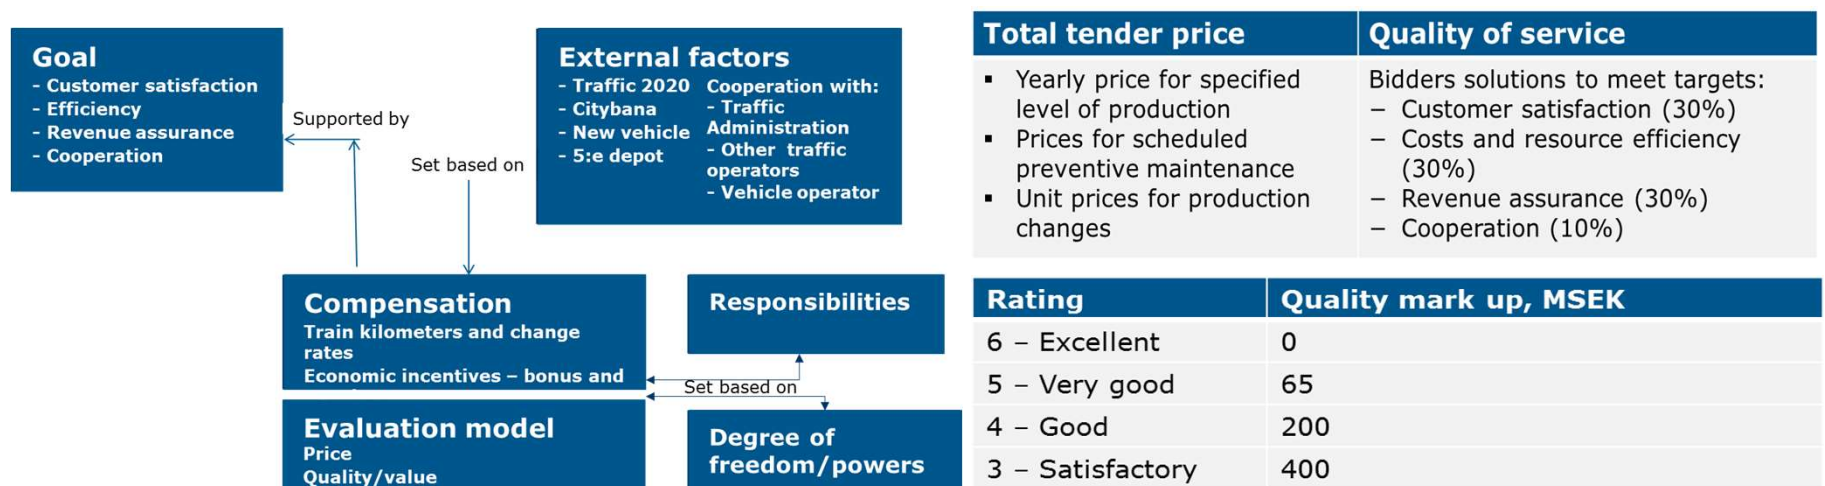 Goal
- Customer satisfaction
- Efficiency
- Revenue assurance
- Cooperation
Supported by
Set based on
External factors
- Traffic 2020
- Citybana
- New vehicle
- 5:e depot
Cooperation with:
- Traffic
Administration
- Other traffic
operators
- Vehicle operator
Compensation
Train kilometers and change
rates
Economic incentives – bonus and
Responsibilities
Set based on
Evaluation model
Price
Quality/value
Degree of
freedom/powers
Total tender price
Quality of service
▪ Yearly price for specified
level of production
▪ Prices for scheduled
preventive maintenance
▪ Unit prices for production
changes
Bidders solutions to meet targets:
– Customer satisfaction (30%)
– Costs and resource efficiency
(30%)
– Revenue assurance (30%)
– Cooperation (10%)
Rating Quality mark up, MSEK
6 – Excellent 0
5 – Very good 65
4 – Good 200
3 – Satisfactory 400